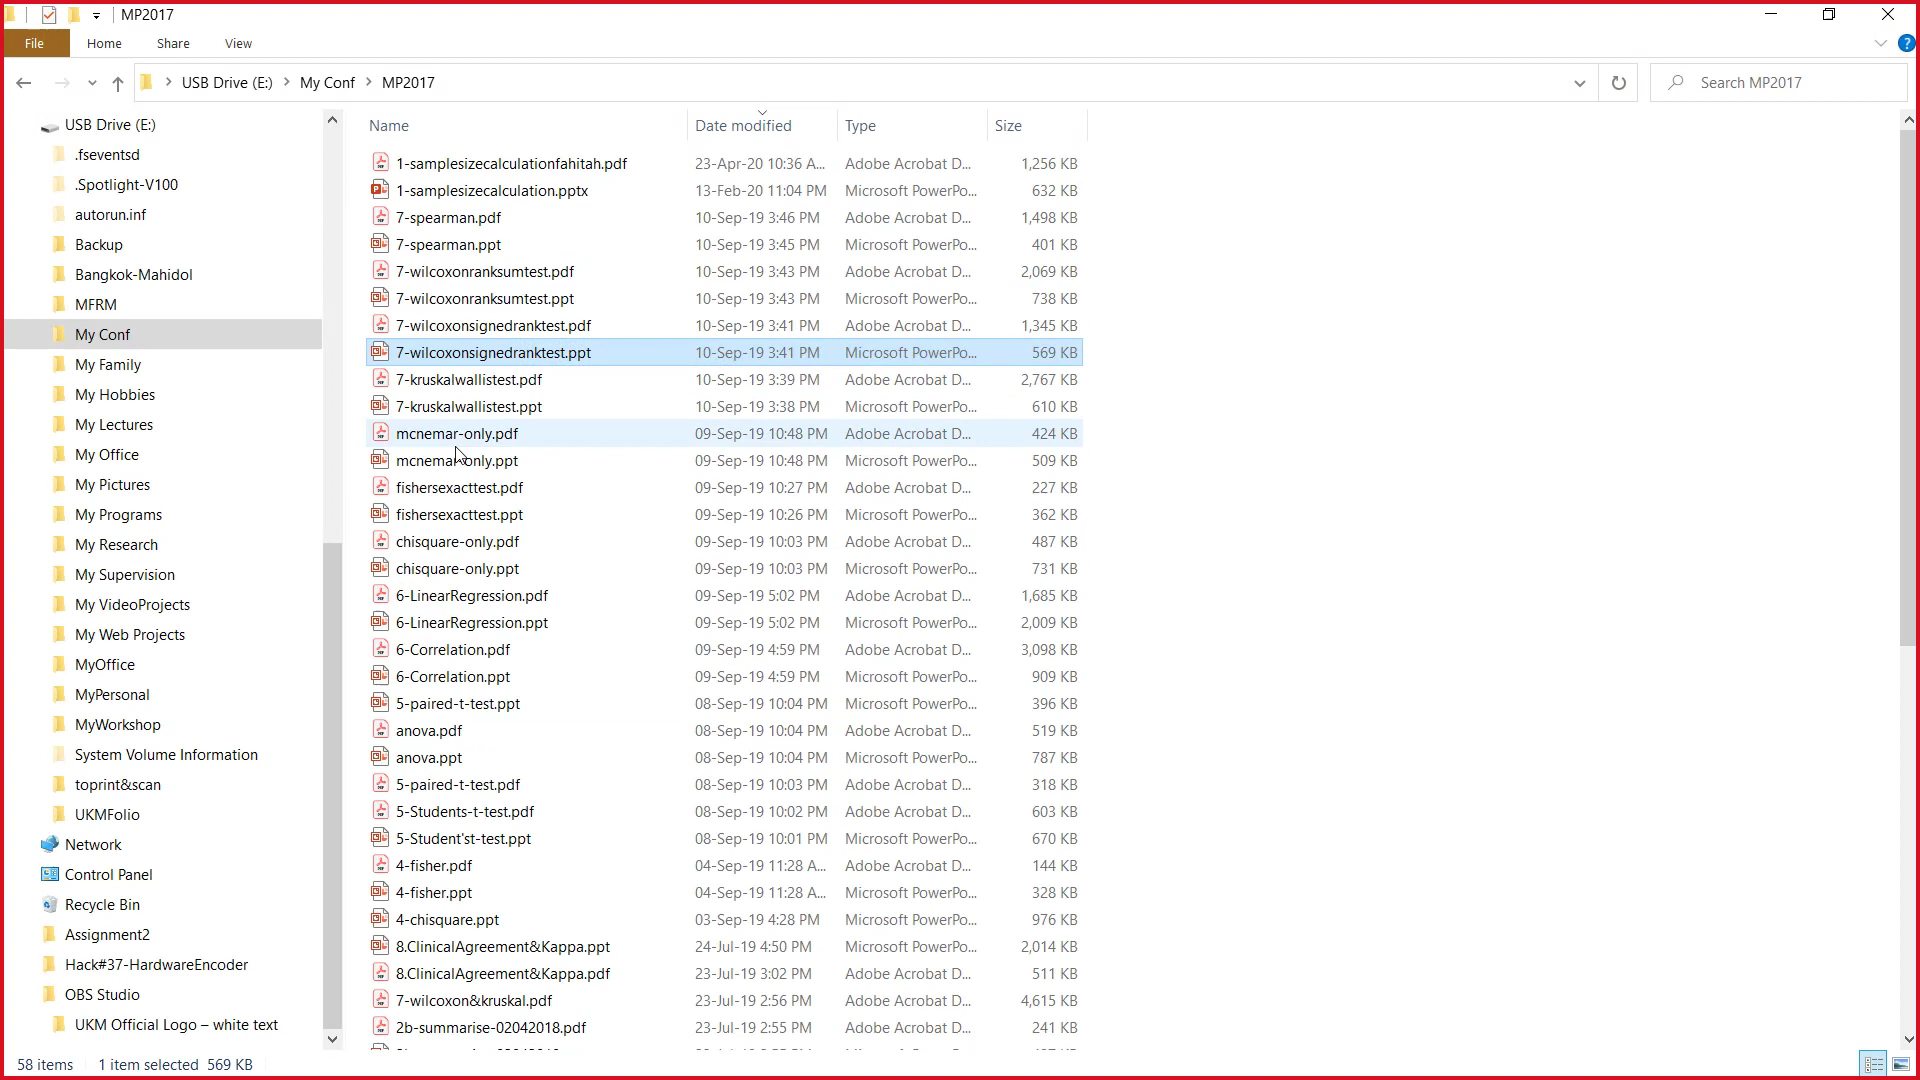 MP2017
File Home Share View
USB Drive (E:) My Conf MP2017 Search MP2017
USB Drive (E:)
.fseventsd
.Spotlight-V100
autorun.inf
Backup
Bangkok-Mahidol
MFRM
My Conf
My Family
My Hobbies
My Lectures
My Office
My Pictures
My Programs
My Research
My Supervision
My VideoProjects
My Web Projects
MyOffice
MyPersonal
MyWorkshop
System Volume Information
toprint&scan
UKMFolio
Network
Control Panel
Recycle Bin
Assignment2
Hack#37-HardwareEncoder
OBS Studio
UKM Official Logo – white text
Name Date modified Type Size
1-samplesizecalculationfahitah.pdf 23-Apr-20 10:36 A... Adobe Acrobat D... 1,256 KB
1-samplesizecalculation.pptx 13-Feb-20 11:04 PM Microsoft PowerPo... 632 KB
7-spearman.pdf 10-Sep-19 3:46 PM Adobe Acrobat D... 1,498 KB
7-spearman.ppt 10-Sep-19 3:45 PM Microsoft PowerPo... 401 KB
7-wilcoxonranksumtest.pdf 10-Sep-19 3:43 PM Adobe Acrobat D... 2,069 KB
7-wilcoxonranksumtest.ppt 10-Sep-19 3:43 PM Microsoft PowerPo... 738 KB
7-wilcoxonsignedranktest.pdf 10-Sep-19 3:41 PM Adobe Acrobat D... 1,345 KB
7-wilcoxonsignedranktest.ppt 10-Sep-19 3:41 PM Microsoft PowerPo... 569 KB
7-kruskalwallistest.pdf 10-Sep-19 3:39 PM Adobe Acrobat D... 2,767 KB
7-kruskalwallistest.ppt 10-Sep-19 3:38 PM Microsoft PowerPo... 610 KB
mcnemar-only.pdf 09-Sep-19 10:48 PM Adobe Acrobat D... 424 KB
mcnemar-only.ppt 09-Sep-19 10:48 PM Microsoft PowerPo... 509 KB
fishersexacttest.pdf 09-Sep-19 10:27 PM Adobe Acrobat D... 227 KB
fishersexacttest.ppt 09-Sep-19 10:26 PM Microsoft PowerPo... 362 KB
chisquare-only.pdf 09-Sep-19 10:03 PM Adobe Acrobat D... 487 KB
chisquare-only.ppt 09-Sep-19 10:03 PM Microsoft PowerPo... 731 KB
6-LinearRegression.pdf 09-Sep-19 5:02 PM Adobe Acrobat D... 1,685 KB
6-LinearRegression.ppt 09-Sep-19 5:02 PM Microsoft PowerPo... 2,009 KB
6-Correlation.pdf 09-Sep-19 4:59 PM Adobe Acrobat D... 3,098 KB
6-Correlation.ppt 09-Sep-19 4:59 PM Microsoft PowerPo... 909 KB
5-paired-t-test.ppt 08-Sep-19 10:04 PM Microsoft PowerPo... 396 KB
anova.pdf 08-Sep-19 10:04 PM Adobe Acrobat D... 519 KB
anova.ppt 08-Sep-19 10:04 PM Microsoft PowerPo... 787 KB
5-paired-t-test.pdf 08-Sep-19 10:03 PM Adobe Acrobat D... 318 KB
5-Students-t-test.pdf 08-Sep-19 10:02 PM Adobe Acrobat D... 603 KB
5-Student'st-test.ppt 08-Sep-19 10:01 PM Microsoft PowerPo... 670 KB
4-fisher.pdf 04-Sep-19 11:28 A... Adobe Acrobat D... 144 KB
4-fisher.ppt 04-Sep-19 11:28 A... Microsoft PowerPo... 328 KB
4-chisquare.ppt 03-Sep-19 4:28 PM Microsoft PowerPo... 976 KB
8.ClinicalAgreement&Kappa.ppt 24-Jul-19 4:50 PM Microsoft PowerPo... 2,014 KB
8.ClinicalAgreement&Kappa.pdf 23-Jul-19 3:02 PM Adobe Acrobat D... 511 KB
7-wilcoxon&kruskal.pdf 23-Jul-19 2:56 PM Adobe Acrobat D... 4,615 KB
2b-summarise-02042018.pdf 23-Jul-19 2:55 PM Adobe Acrobat D... 241 KB
58 items 1 item selected 569 KB